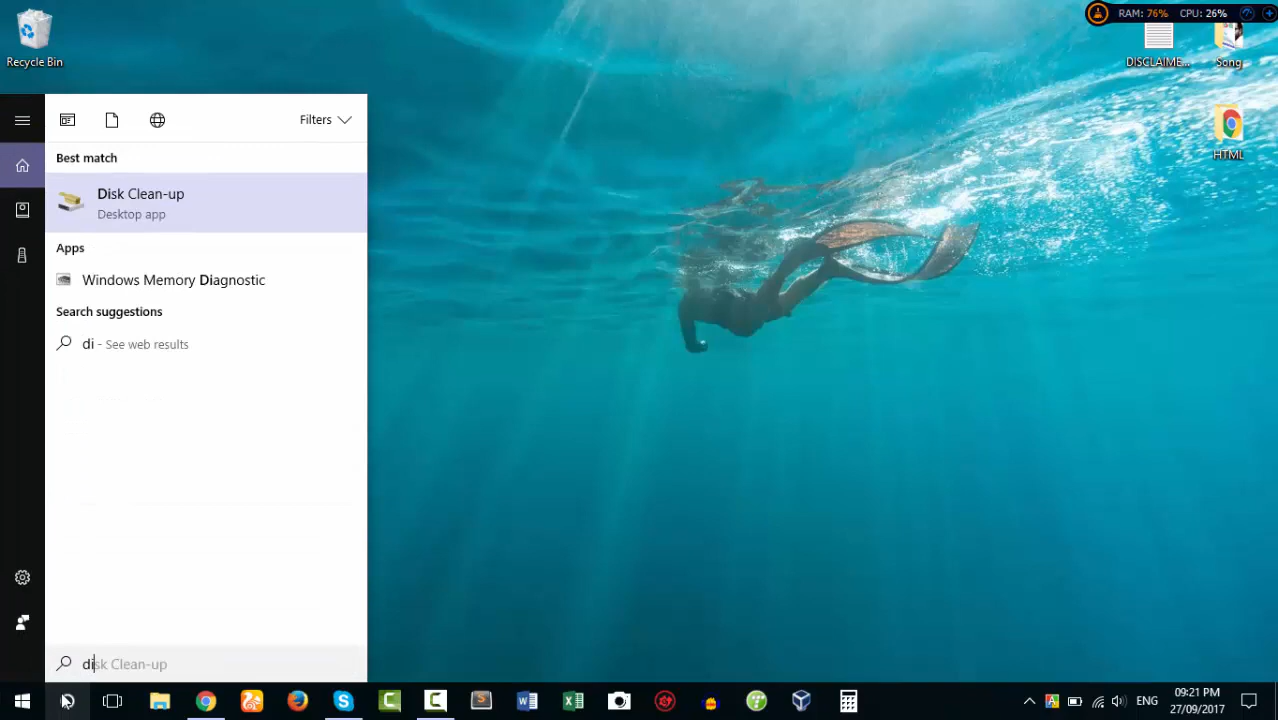 RAM: 76% CPU: 26%
Recycle Bin
DISCLAIME...
Song
HTML
Filters
Best match
Disk Clean-up
Desktop app
Apps
Windows Memory Diagnostic
Search suggestions
di - See web results
disk Clean-up
ENG
09:21 PM
27/09/2017